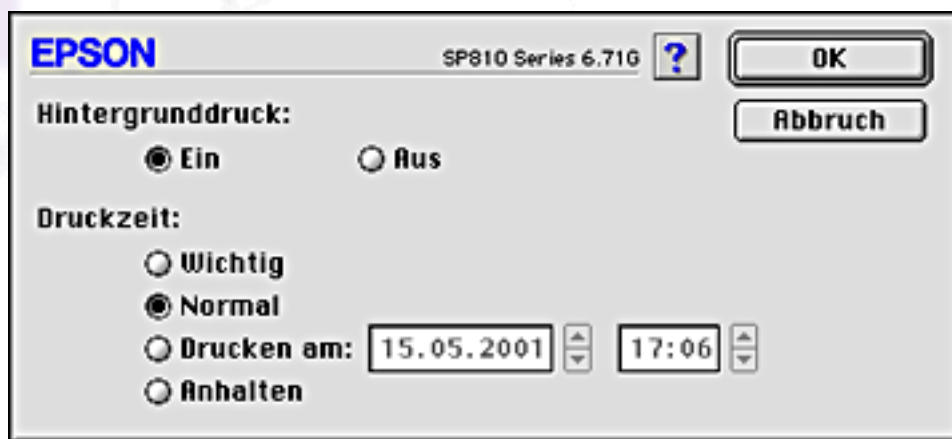 EPSON SP810 Series 6.71G ? OK
Hintergrunddruck: Abbruch
Ein Aus
Druckzeit:
Wichtig
Normal
Drucken am: 15.05.2001 17:06
Anhalten